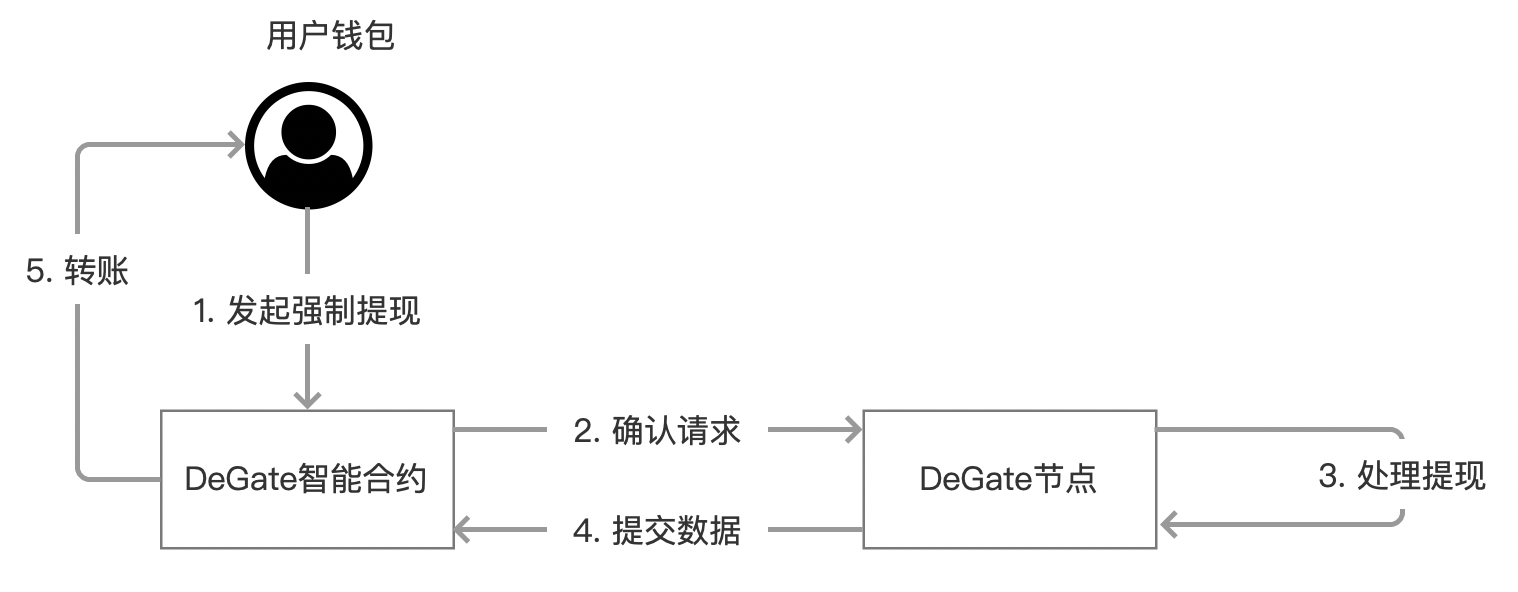 用户钱包
5. 转账
1. 发起强制提现
2. 确认请求
DeGate智能合约
DeGate节点
3. 处理提现
4. 提交数据